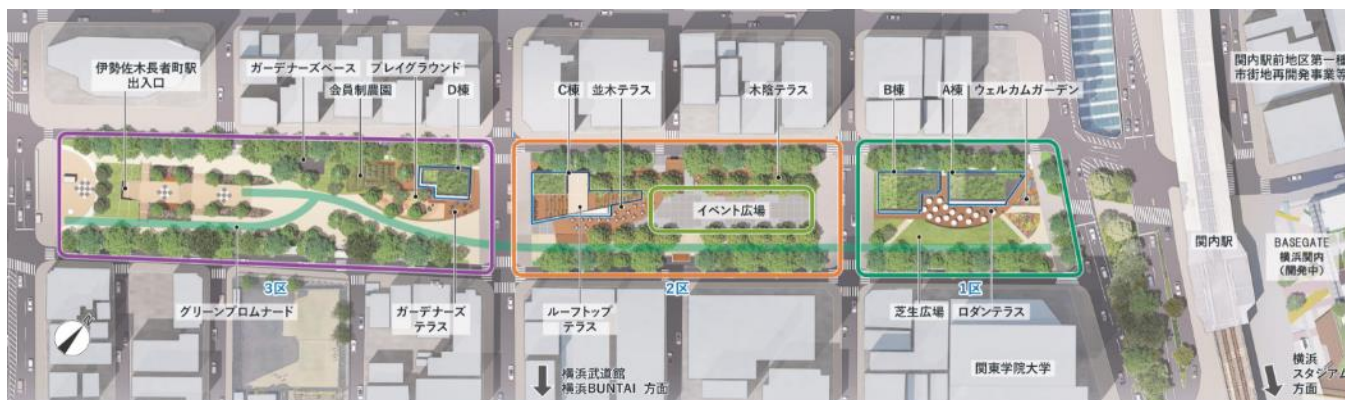 伊勢佐木長者町駅
出入口
ガーデナーズベース
会員制農園
プレイグラウンド
D棟
C棟
並木テラス
木陰テラス
B棟
A棟
ウェルカムガーデン
関内駅前地区第一種
市街地再開発事業等
イベント広場
関内駅
BASEGATE
横浜関内
(開発中)
3区
2区
1区
グリーンプロムナード
ガーデナーズ
テラス
ルーフトップ
テラス
芝生広場
ロダンテラス
横浜武道館
横浜BUNTAI 方面
関東学院大学
横浜
スタジアム
方面